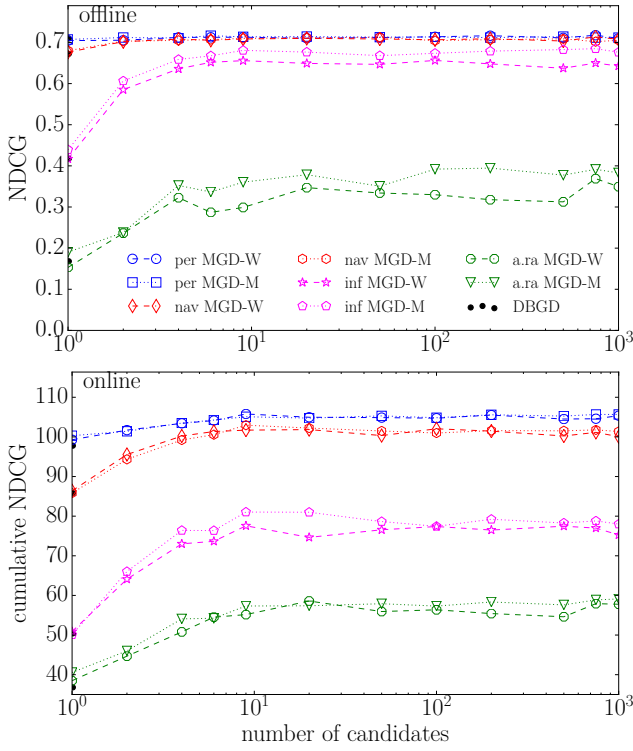 offline
NDCG
0.7
0.6
0.5
0.4
0.3
0.2
0.1
0.0
per MGD-W
nav MGD-M
a.ra MGD-W
per MGD-M
inf MGD-W
a.ra MGD-M
nav MGD-W
inf MGD-M
DBGD
10^0 10^1 10^2 10^3
online
cumulative NDCG
110
100
90
80
70
60
50
40
10^0 10^1 10^2 10^3
number of candidates